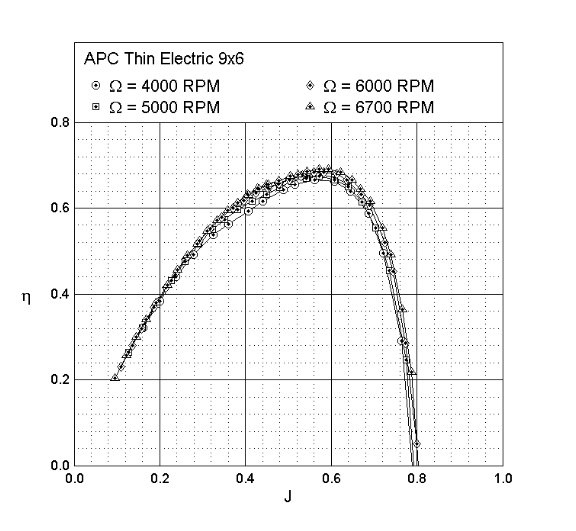 APC Thin Electric 9x6
Ω = 4000 RPM Ω = 6000 RPM
Ω = 5000 RPM Ω = 6700 RPM
0.8
0.6
η
0.4
0.2
0.0
0.0 0.2 0.4 0.6 0.8 1.0
J